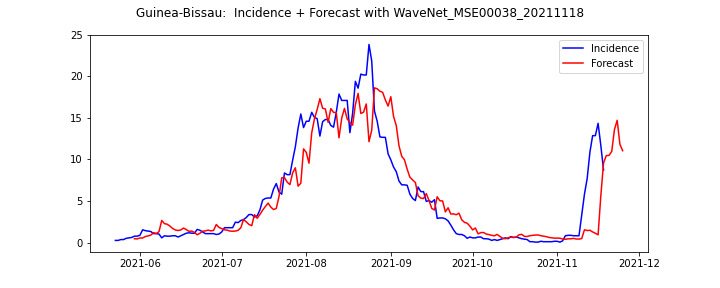 Guinea-Bissau:  Incidence + Forecast with WaveNet_MSE00038_20211118
25
20
15
10
5
0
Incidence
Forecast
2021-06 2021-07 2021-08 2021-09 2021-10 2021-11 2021-12